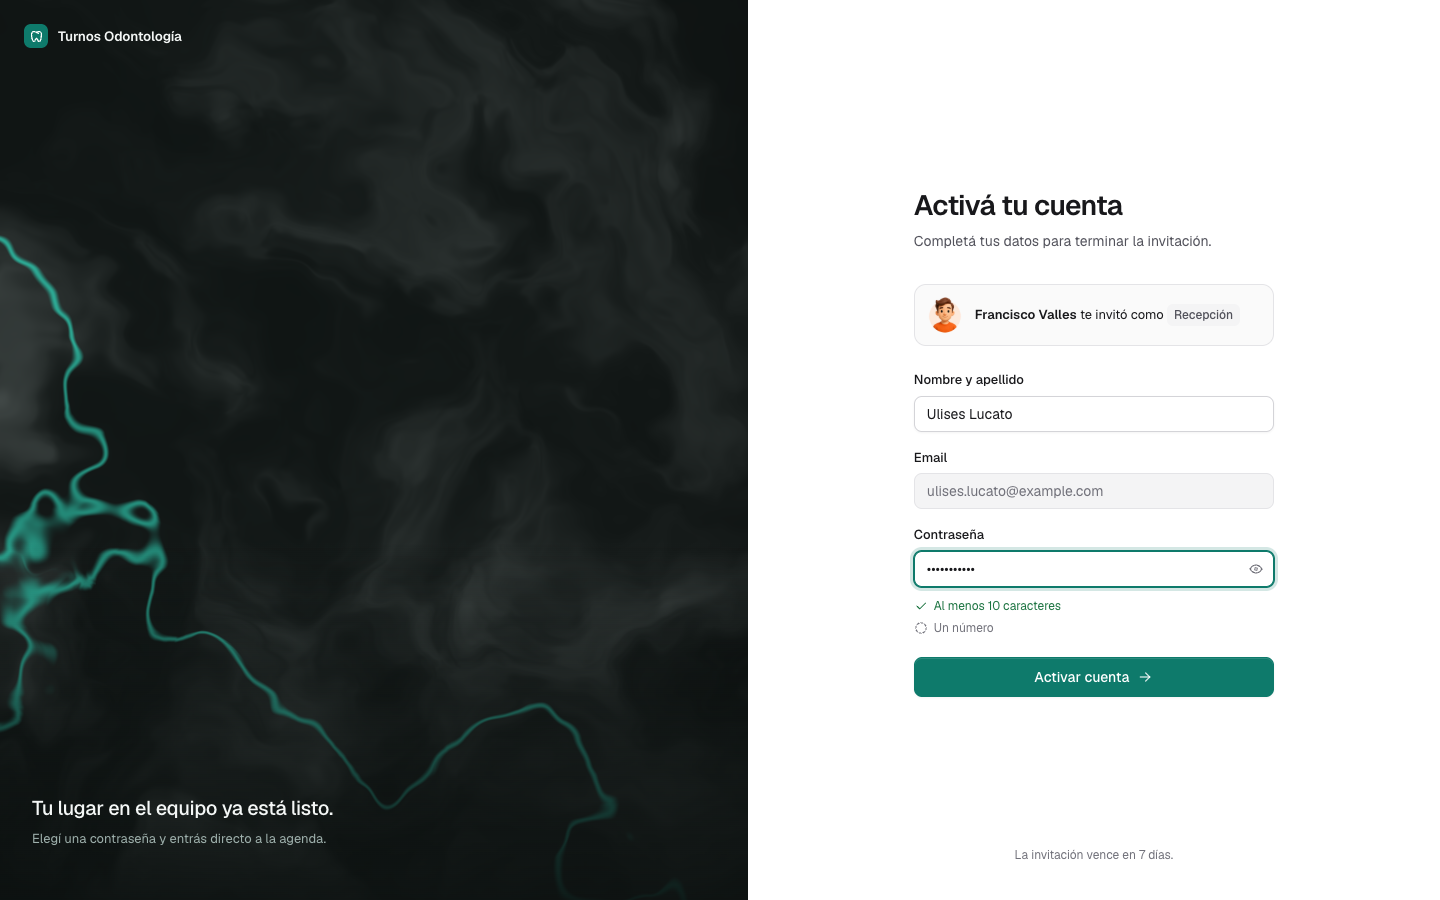 Turnos Odontología
Tu lugar en el equipo ya está listo.
Elegí una contraseña y entrás directo a la agenda.
Activá tu cuenta
Completá tus datos para terminar la invitación.
Francisco Valles te invitó como Recepción
Nombre y apellido
Ulises Lucato
Email
ulises.lucato@example.com
Contraseña
•••••••••••
Al menos 10 caracteres
Un número
Activar cuenta →
La invitación vence en 7 días.